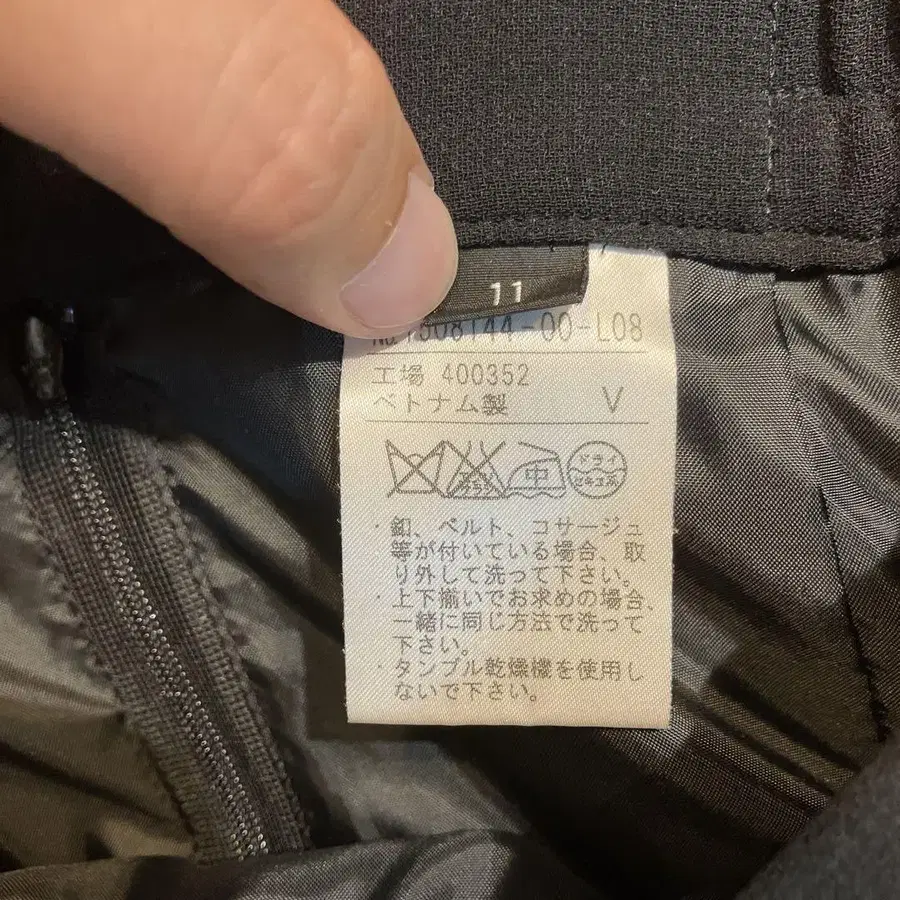 11
508144-00-L08
工場 400352
ベトナム製 V
中 ドライ
セキユ系
・釦、ベルト、コサージュ
等が付いている場合、取
り外して洗って下さい。
・上下揃いでお求めの場合、
一緒に同じ方法で洗って
下さい。
・タンブル乾燥機を使用し
ないで下さい。